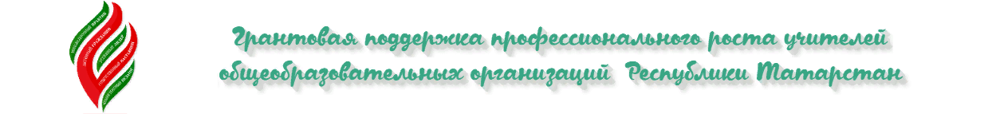 Грантовая поддержка профессионального роста учителей
общеобразовательных организаций Республики Татарстан